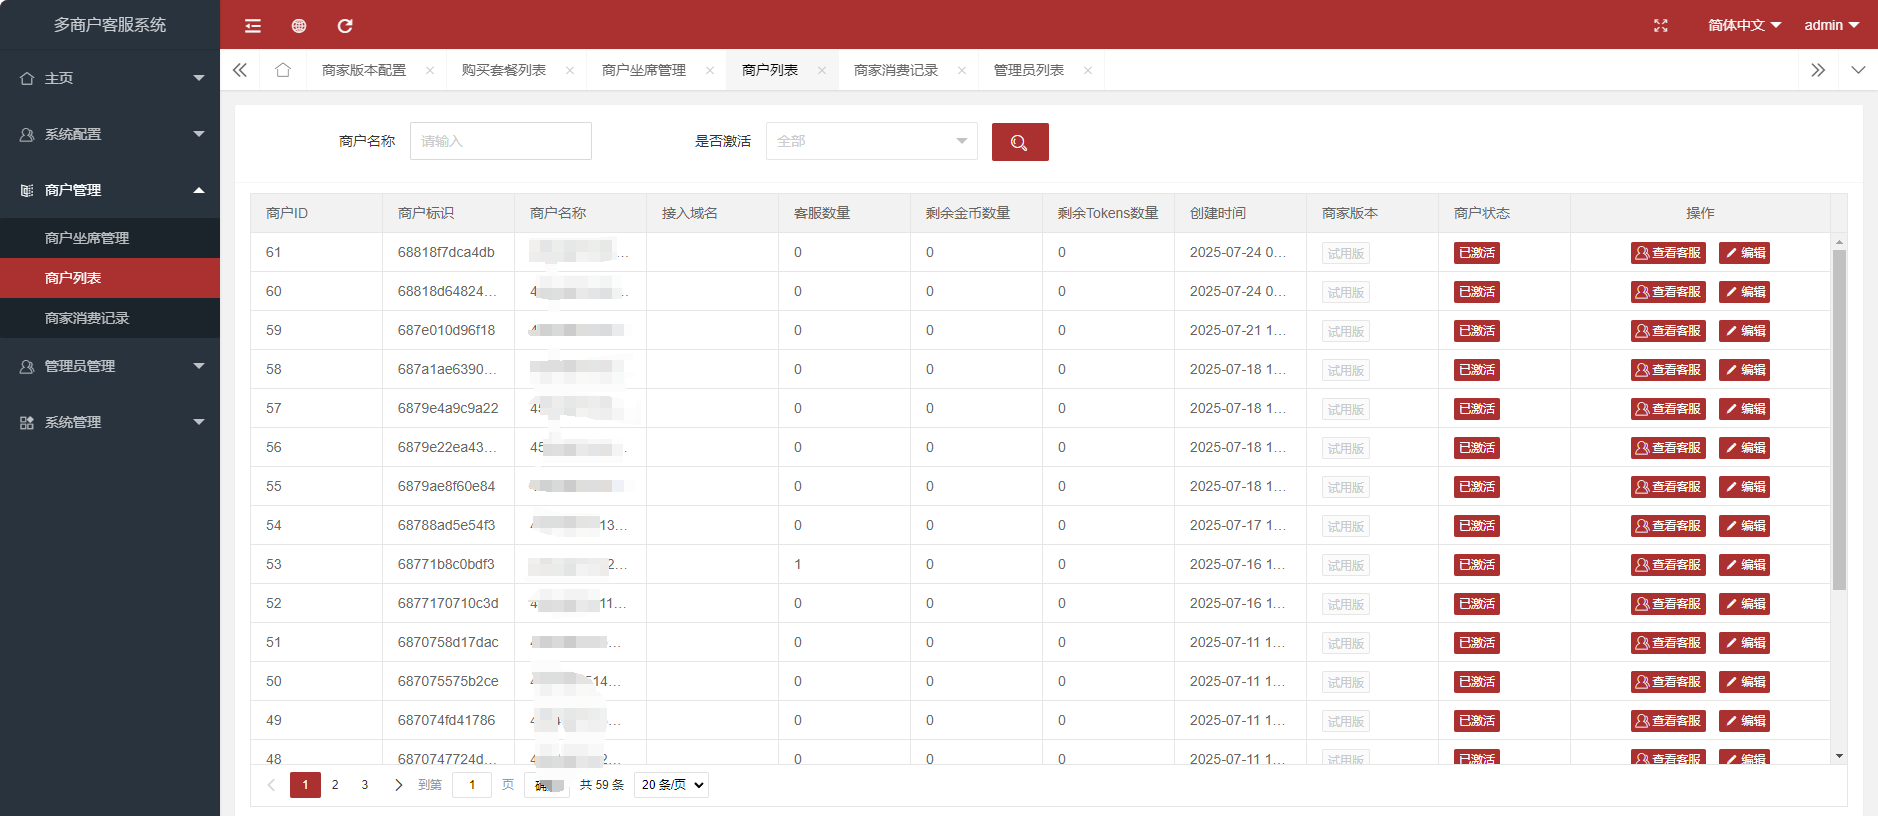 多商户客服系统
简体中文
admin
主页
系统配置
商户管理
商户坐席管理
商户列表
商家消费记录
管理员管理
系统管理
商家版本配置
购买套餐列表
商户坐席管理
商户列表
商家消费记录
管理员列表
商户名称 请输入 是否激活 全部
商户ID 商户标识 商户名称 接入域名 客服数量 剩余金币数量 剩余Tokens数量 创建时间 商家版本 商户状态 操作
61 68818f7dca4db ... 0 0 0 2025-07-24 0... 试用版 已激活 查看客服 编辑
60 68818d64824... 4 0 0 0 2025-07-24 0... 试用版 已激活 查看客服 编辑
59 687e010d96f18 0 0 0 2025-07-21 1... 试用版 已激活 查看客服 编辑
58 687a1ae6390... 0 0 0 2025-07-18 1... 试用版 已激活 查看客服 编辑
57 6879e4a9c9a22 45 0 0 0 2025-07-18 1... 试用版 已激活 查看客服 编辑
56 6879e22ea43... 45 0 0 0 2025-07-18 1... 试用版 已激活 查看客服 编辑
55 6879ae8f60e84 0 0 0 2025-07-18 1... 试用版 已激活 查看客服 编辑
54 68788ad5e54f3 13... 0 0 0 2025-07-17 1... 试用版 已激活 查看客服 编辑
53 68771b8c0bdf3 2... 1 0 0 2025-07-16 1... 试用版 已激活 查看客服 编辑
52 6877170710c3d 4 11... 0 0 0 2025-07-16 1... 试用版 已激活 查看客服 编辑
51 6870758d17dac ... 0 0 0 2025-07-11 1... 试用版 已激活 查看客服 编辑
50 687075575b2ce 514... 0 0 0 2025-07-11 1... 试用版 已激活 查看客服 编辑
49 687074fd41786 ... 0 0 0 2025-07-11 1... 试用版 已激活 查看客服 编辑
48 6870747724d... 2... 0 0 0 2025-07-11 1... 试用版 已激活 查看客服 编辑
1 2 3 到第 1 页 确 共 59 条 20 条/页